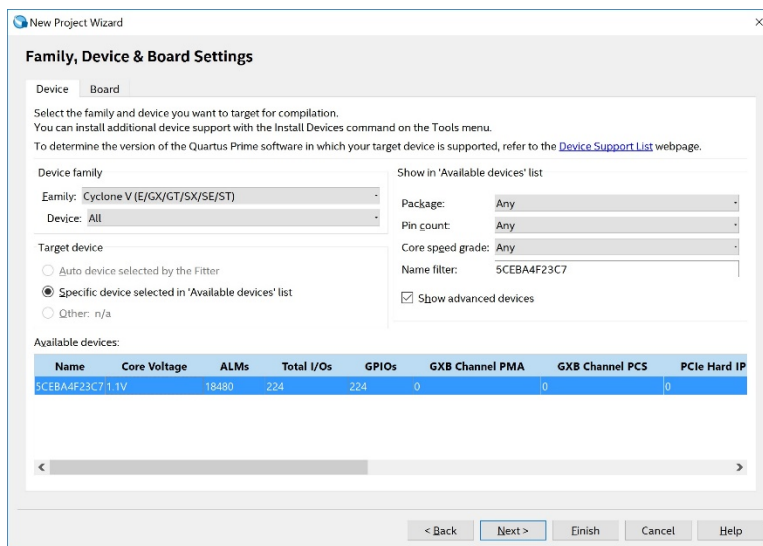 New Project Wizard
Family, Device & Board Settings
Device Board
Select the family and device you want to target for compilation.
You can install additional device support with the Install Devices command on the Tools menu.
To determine the version of the Quartus Prime software in which your target device is supported, refer to the Device Support List webpage.
Device family
Family: Cyclone V (E/GX/GT/SX/SE/ST)
Device: All
Target device
Auto device selected by the Fitter
Specific device selected in 'Available devices' list
Other: n/a
Show in 'Available devices' list
Package: Any
Pin count: Any
Core speed grade: Any
Name filter: 5CEBA4F23C7
Show advanced devices
Available devices:
Name Core Voltage ALMs Total I/Os GPIOs GXB Channel PMA GXB Channel PCS PCIe Hard IP
5CEBA4F23C7 1.1V 18480 224 224 0 0 0
< Back Next > Finish Cancel Help